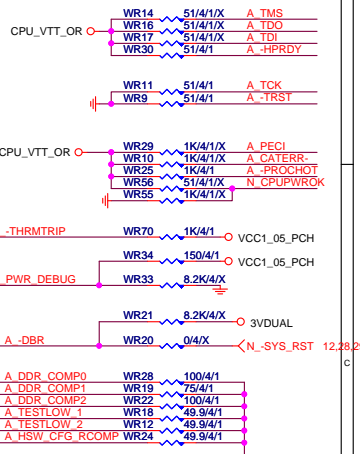 WR14 51/4/1/X A_TMS
CPU_VTT_OR WR16 51/4/1/X A_TDO
WR17 51/4/1/X A_TDI
WR30 51/4/1 A_-HPRDY
WR11 51/4/1 A_TCK
WR9 51/4/1 A_-TRST
CPU_VTT_OR WR29 1K/4/1/X A_PECI
WR10 1K/4/1/X A_CATERR-
WR25 1K/4/1 A_-PROCHOT
WR56 51/4/1/X N_CPUPWROK
WR55 1K/4/1/X
_-THRMTRIP WR70 1K/4/1 VCC1_05_PCH
WR34 150/4/1 VCC1_05_PCH
_PWR_DEBUG WR33 8.2K/4/X
WR21 8.2K/4/X 3VDUAL
A_-DBR WR20 0/4/X N_-SYS_RST 12,28,2
C
A_DDR_COMP0 WR28 100/4/1
A_DDR_COMP1 WR19 75/4/1
A_DDR_COMP2 WR22 100/4/1
A_TESTLOW_1 WR18 49.9/4/1
A_TESTLOW_2 WR12 49.9/4/1
A_HSW_CFG_RCOMP WR24 49.9/4/1